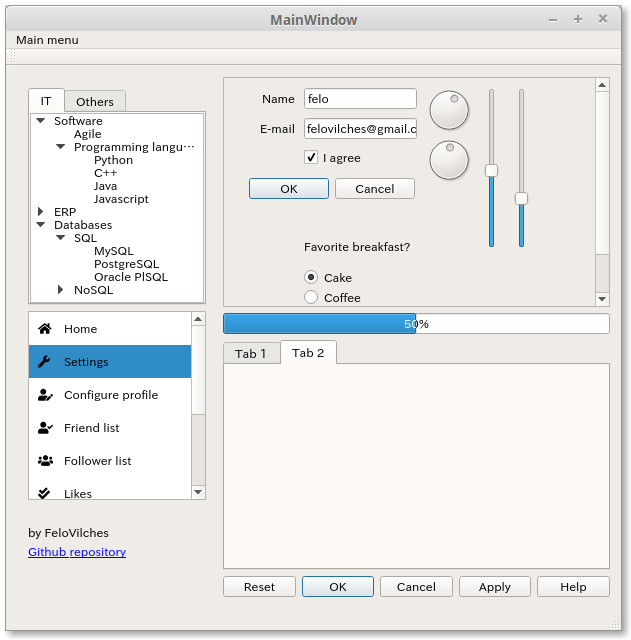 MainWindow
Main menu
IT
Others
Software
Agile
Programming langu···
Python
C++
Java
Javascript
ERP
Databases
SQL
MySQL
PostgreSQL
Oracle PlSQL
NoSQL
Home
Settings
Configure profile
Friend list
Follower list
Likes
by FeloVilches
Github repository
Name
felo
E-mail
felovilches@gmail.c
I agree
OK
Cancel
Favorite breakfast?
Cake
Coffee
50%
Tab 1
Tab 2
Reset
OK
Cancel
Apply
Help